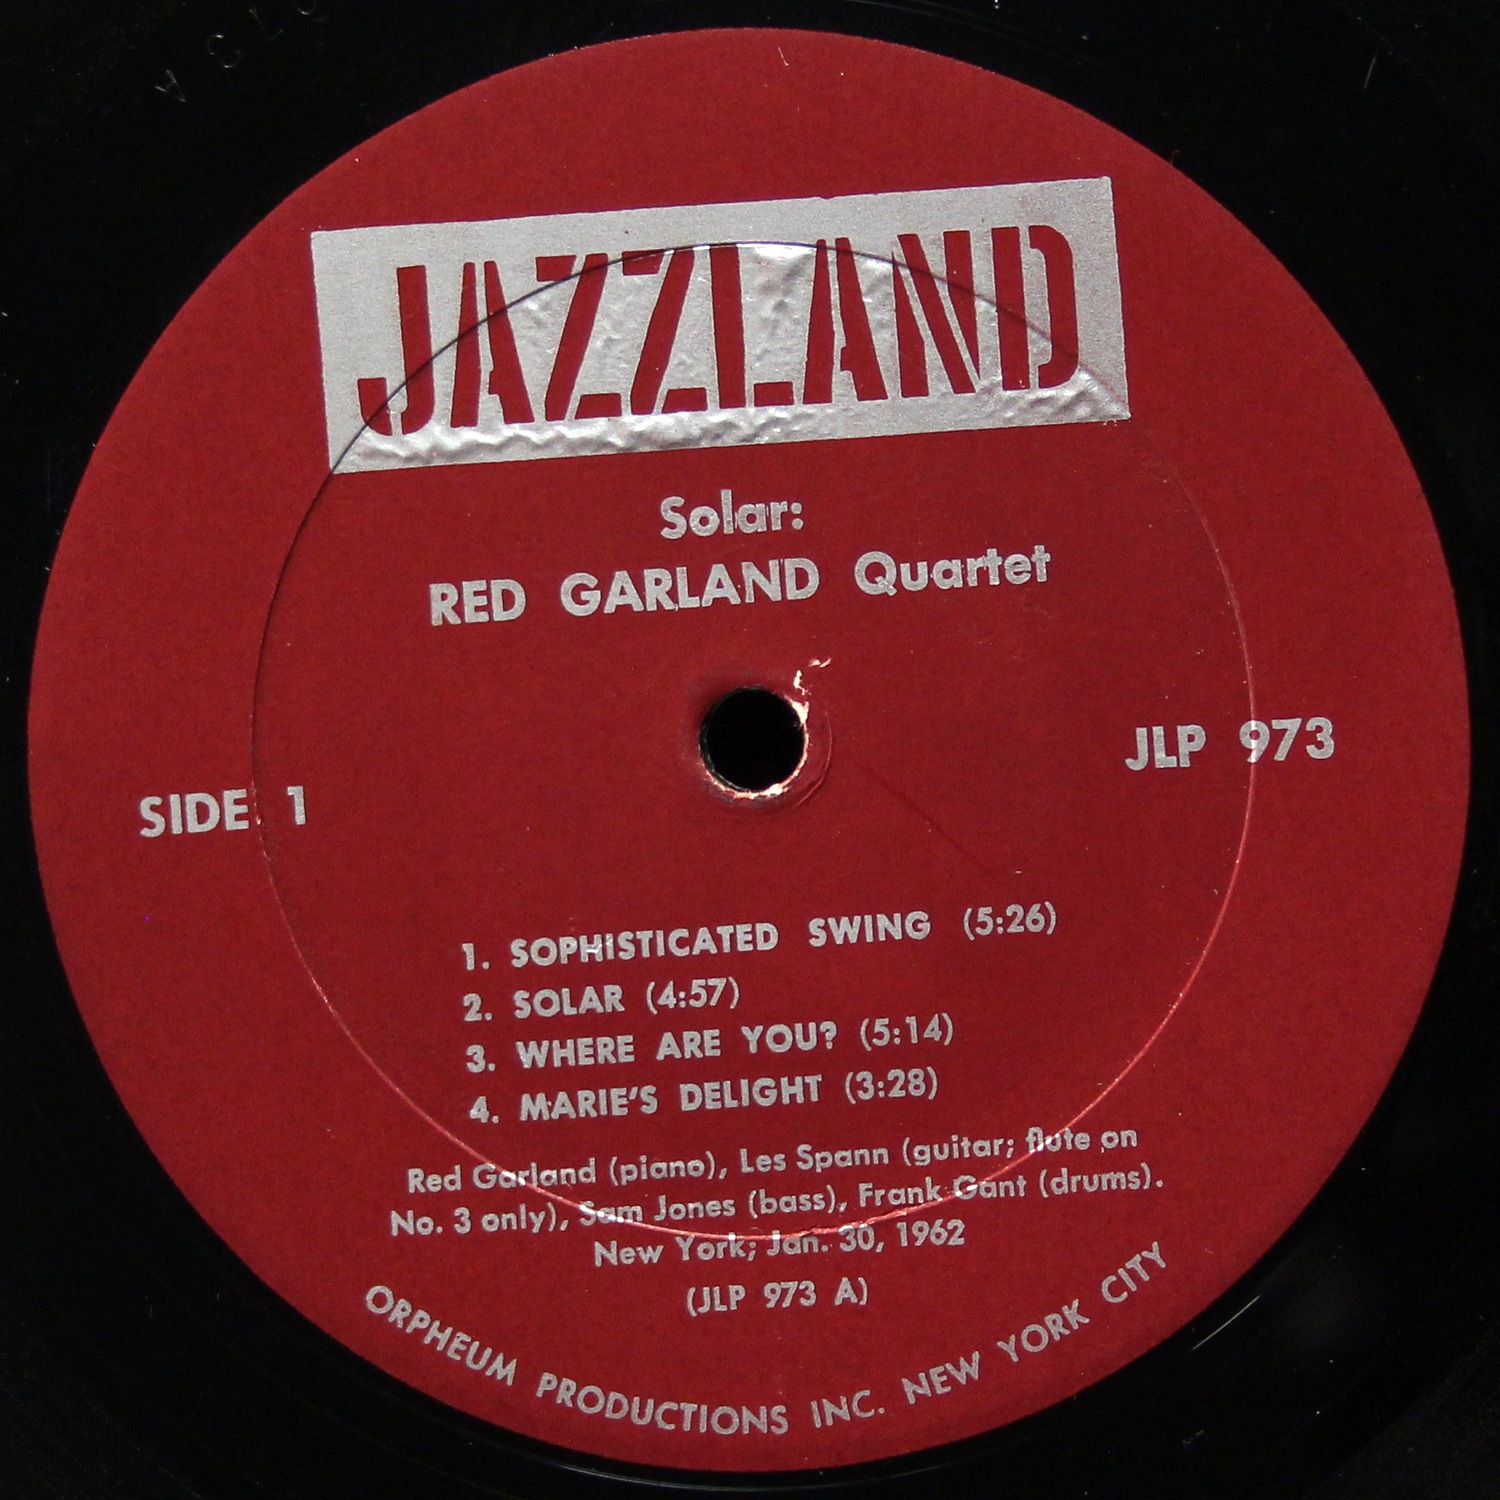 JAZZLAND
Solar:
RED GARLAND Quartet
JLP 973
SIDE 1
1. SOPHISTICATED SWING (5:26)
2. SOLAR (4:57)
3. WHERE ARE YOU? (5:14)
4. MARIE'S DELIGHT (3:28)
Red Garland (piano), Les Spann (guitar; flute on
No. 3 only), Sam Jones (bass), Frank Gant (drums).
New York; Jan. 30, 1962
(JLP 973 A)
ORPHEUM PRODUCTIONS INC. NEW YORK CITY